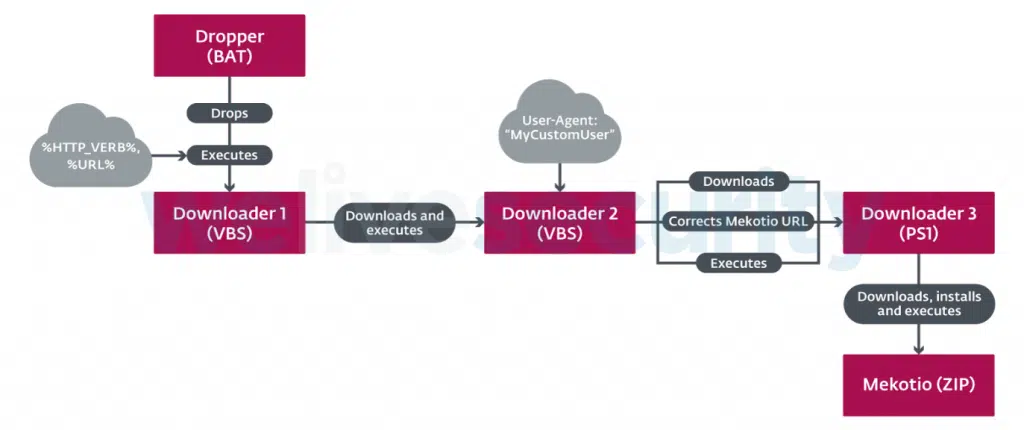 Dropper
(BAT)
Drops
%HTTP_VERB%,
%URL%
Executes
User-Agent:
"MyCustomUser"
welivesecurity
Downloader 1
(VBS)
Downloads and
executes
Downloader 2
(VBS)
Downloads
Corrects Mekotio URL
Executes
Downloader 3
(PS1)
Downloads, installs
and executes
Mekotio (ZIP)